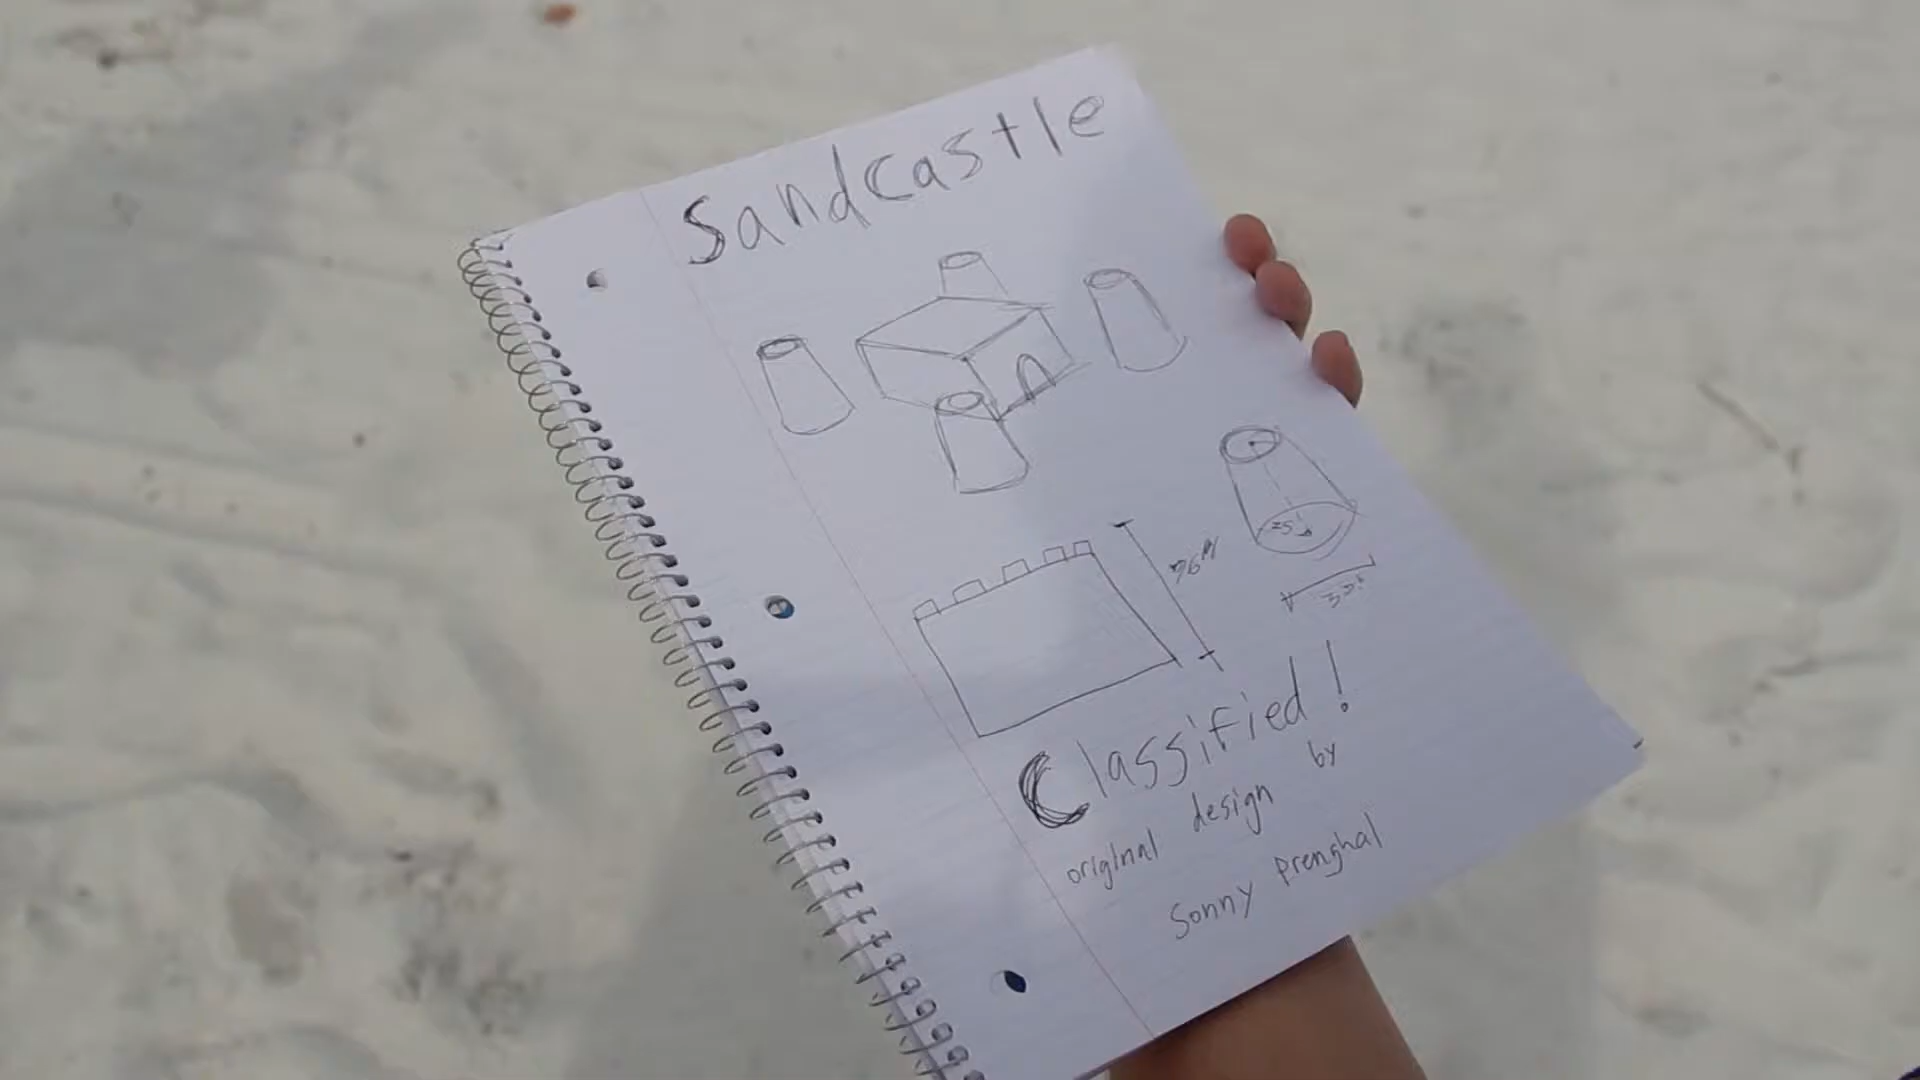 Sandcastle
Classified!
original design by
Sonny prenghal